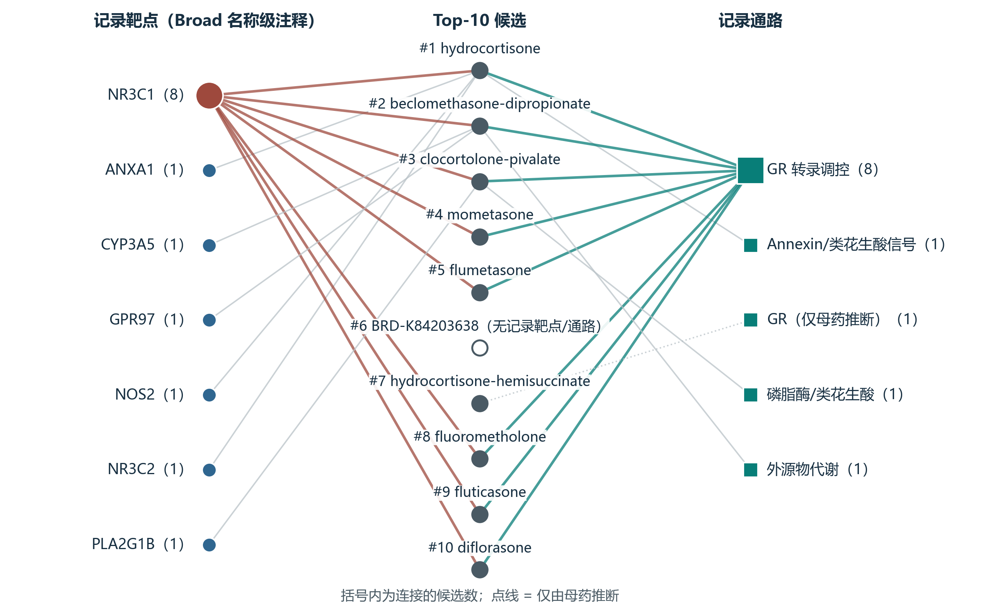 记录靶点（Broad 名称级注释）
NR3C1（8）
ANXA1（1）
CYP3A5（1）
GPR97（1）
NOS2（1）
NR3C2（1）
PLA2G1B（1）
Top-10 候选
#1 hydrocortisone
#2 beclomethasone-dipropionate
#3 clocortolone-pivalate
#4 mometasone
#5 flumetasone
#6 BRD-K84203638（无记录靶点/通路）
#7 hydrocortisone-hemisuccinate
#8 fluorometholone
#9 fluticasone
#10 diflorasone
记录通路
GR 转录调控（8）
Annexin/类花生酸信号（1）
GR（仅母药推断）（1）
磷脂酶/类花生酸（1）
外源物代谢（1）
括号内为连接的候选数；点线 = 仅由母药推断